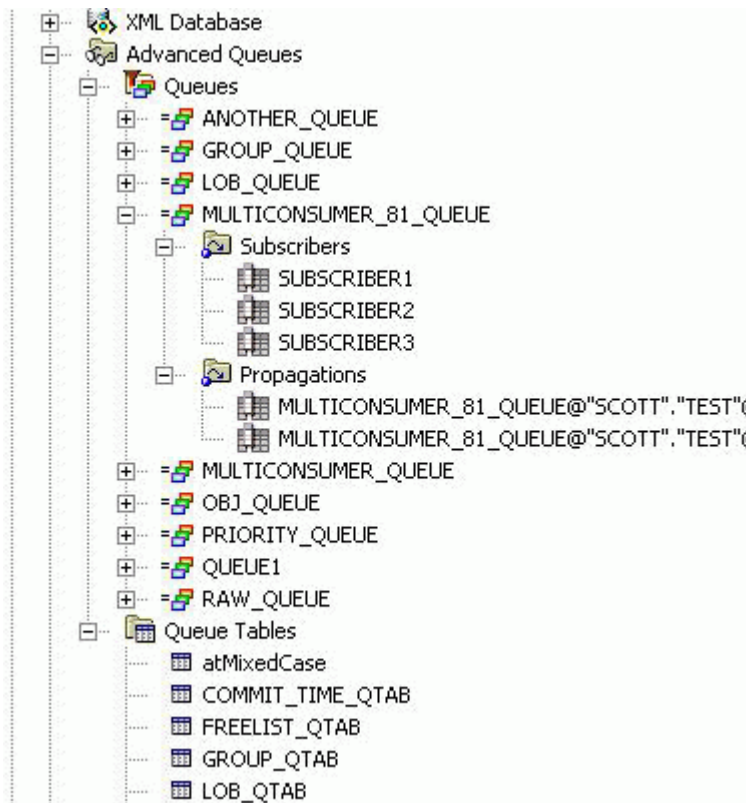 XML Database
Advanced Queues
Queues
ANOTHER_QUEUE
GROUP_QUEUE
LOB_QUEUE
MULTICONSUMER_81_QUEUE
Subscribers
SUBSCRIBER1
SUBSCRIBER2
SUBSCRIBER3
Propagations
MULTICONSUMER_81_QUEUE@"SCOTT"."TEST"@
MULTICONSUMER_81_QUEUE@"SCOTT"."TEST"@
MULTICONSUMER_QUEUE
OBJ_QUEUE
PRIORITY_QUEUE
QUEUE1
RAW_QUEUE
Queue Tables
atMixedCase
COMMIT_TIME_QTAB
FREELIST_QTAB
GROUP_QTAB
LOB_QTAB